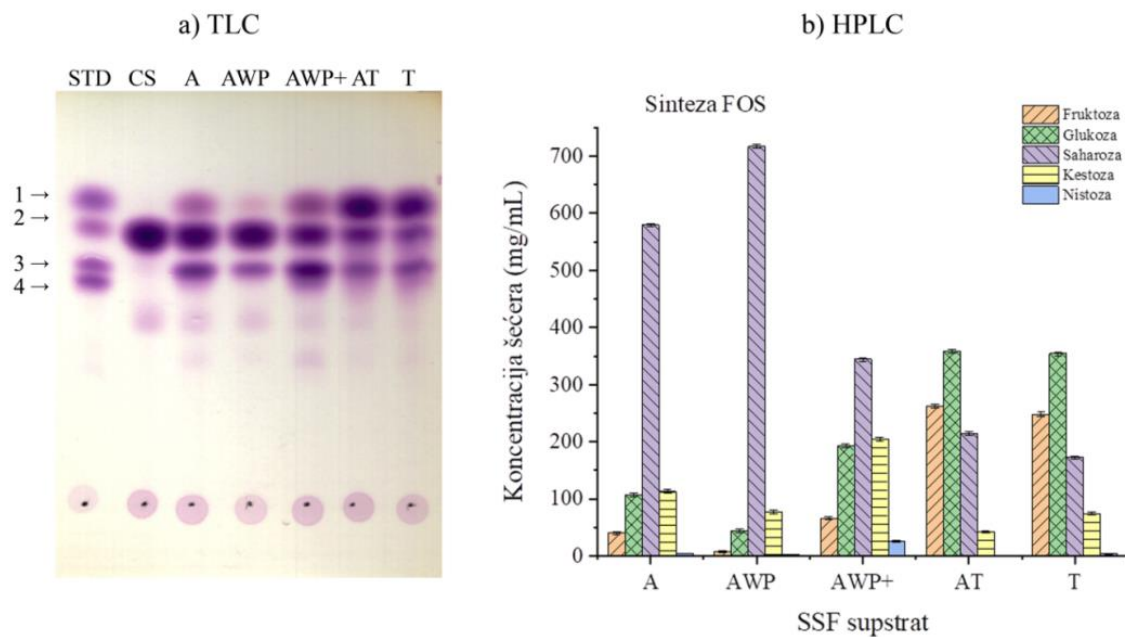 a) TLC
STD CS A AWP AWP+ AT T
1 →
2 →
3 →
4 →
b) HPLC
Sinteza FOS
Fruktoza
Glukoza
Saharoza
Kestoza
Nistoza
Koncentracija šećera (mg/mL)
700
600
500
400
300
200
100
0
A AWP AWP+ AT T
SSF supstrat